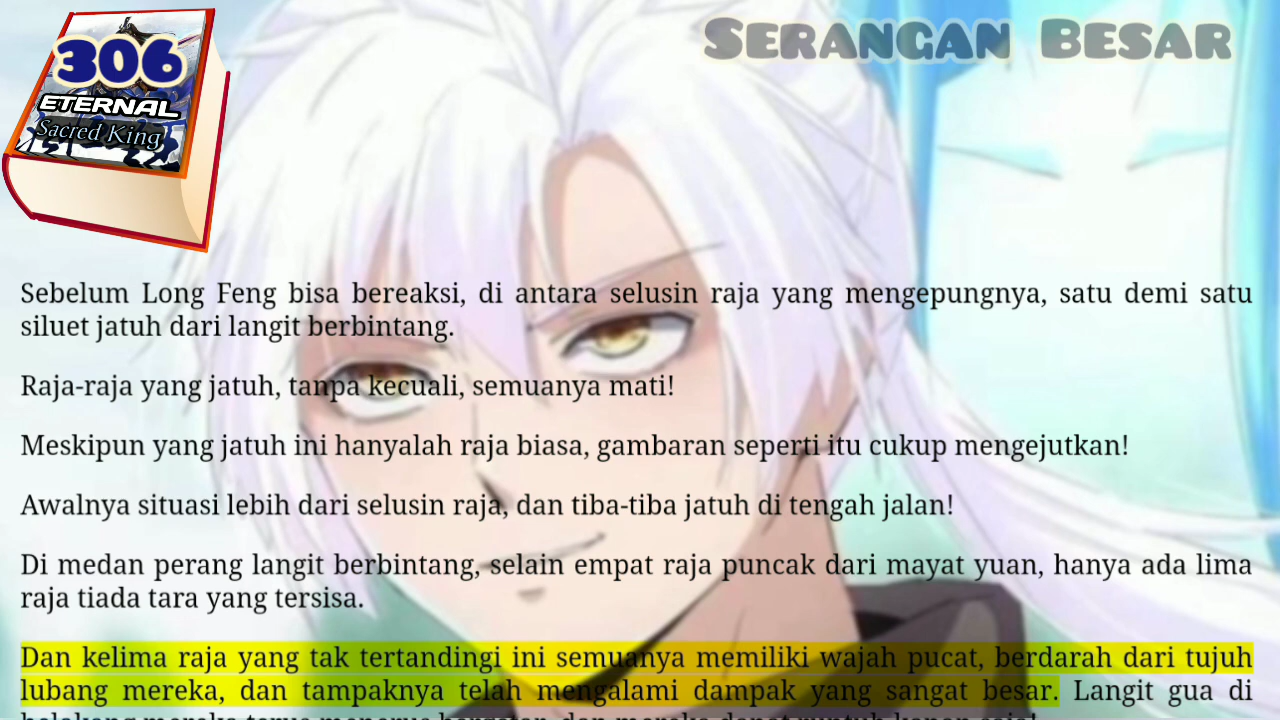 306
ETERNAL
Sacred King
SERANGAN BESAR
Sebelum Long Feng bisa bereaksi, di antara selusin raja yang mengepungnya, satu demi satu
siluet jatuh dari langit berbintang.
Raja-raja yang jatuh, tanpa kecuali, semuanya mati!
Meskipun yang jatuh ini hanyalah raja biasa, gambaran seperti itu cukup mengejutkan!
Awalnya situasi lebih dari selusin raja, dan tiba-tiba jatuh di tengah jalan!
Di medan perang langit berbintang, selain empat raja puncak dari mayat yuan, hanya ada lima
raja tiada tara yang tersisa.
Dan kelima raja yang tak tertandingi ini semuanya memiliki wajah pucat, berdarah dari tujuh
lubang mereka, dan tampaknya telah mengalami dampak yang sangat besar. Langit gua di